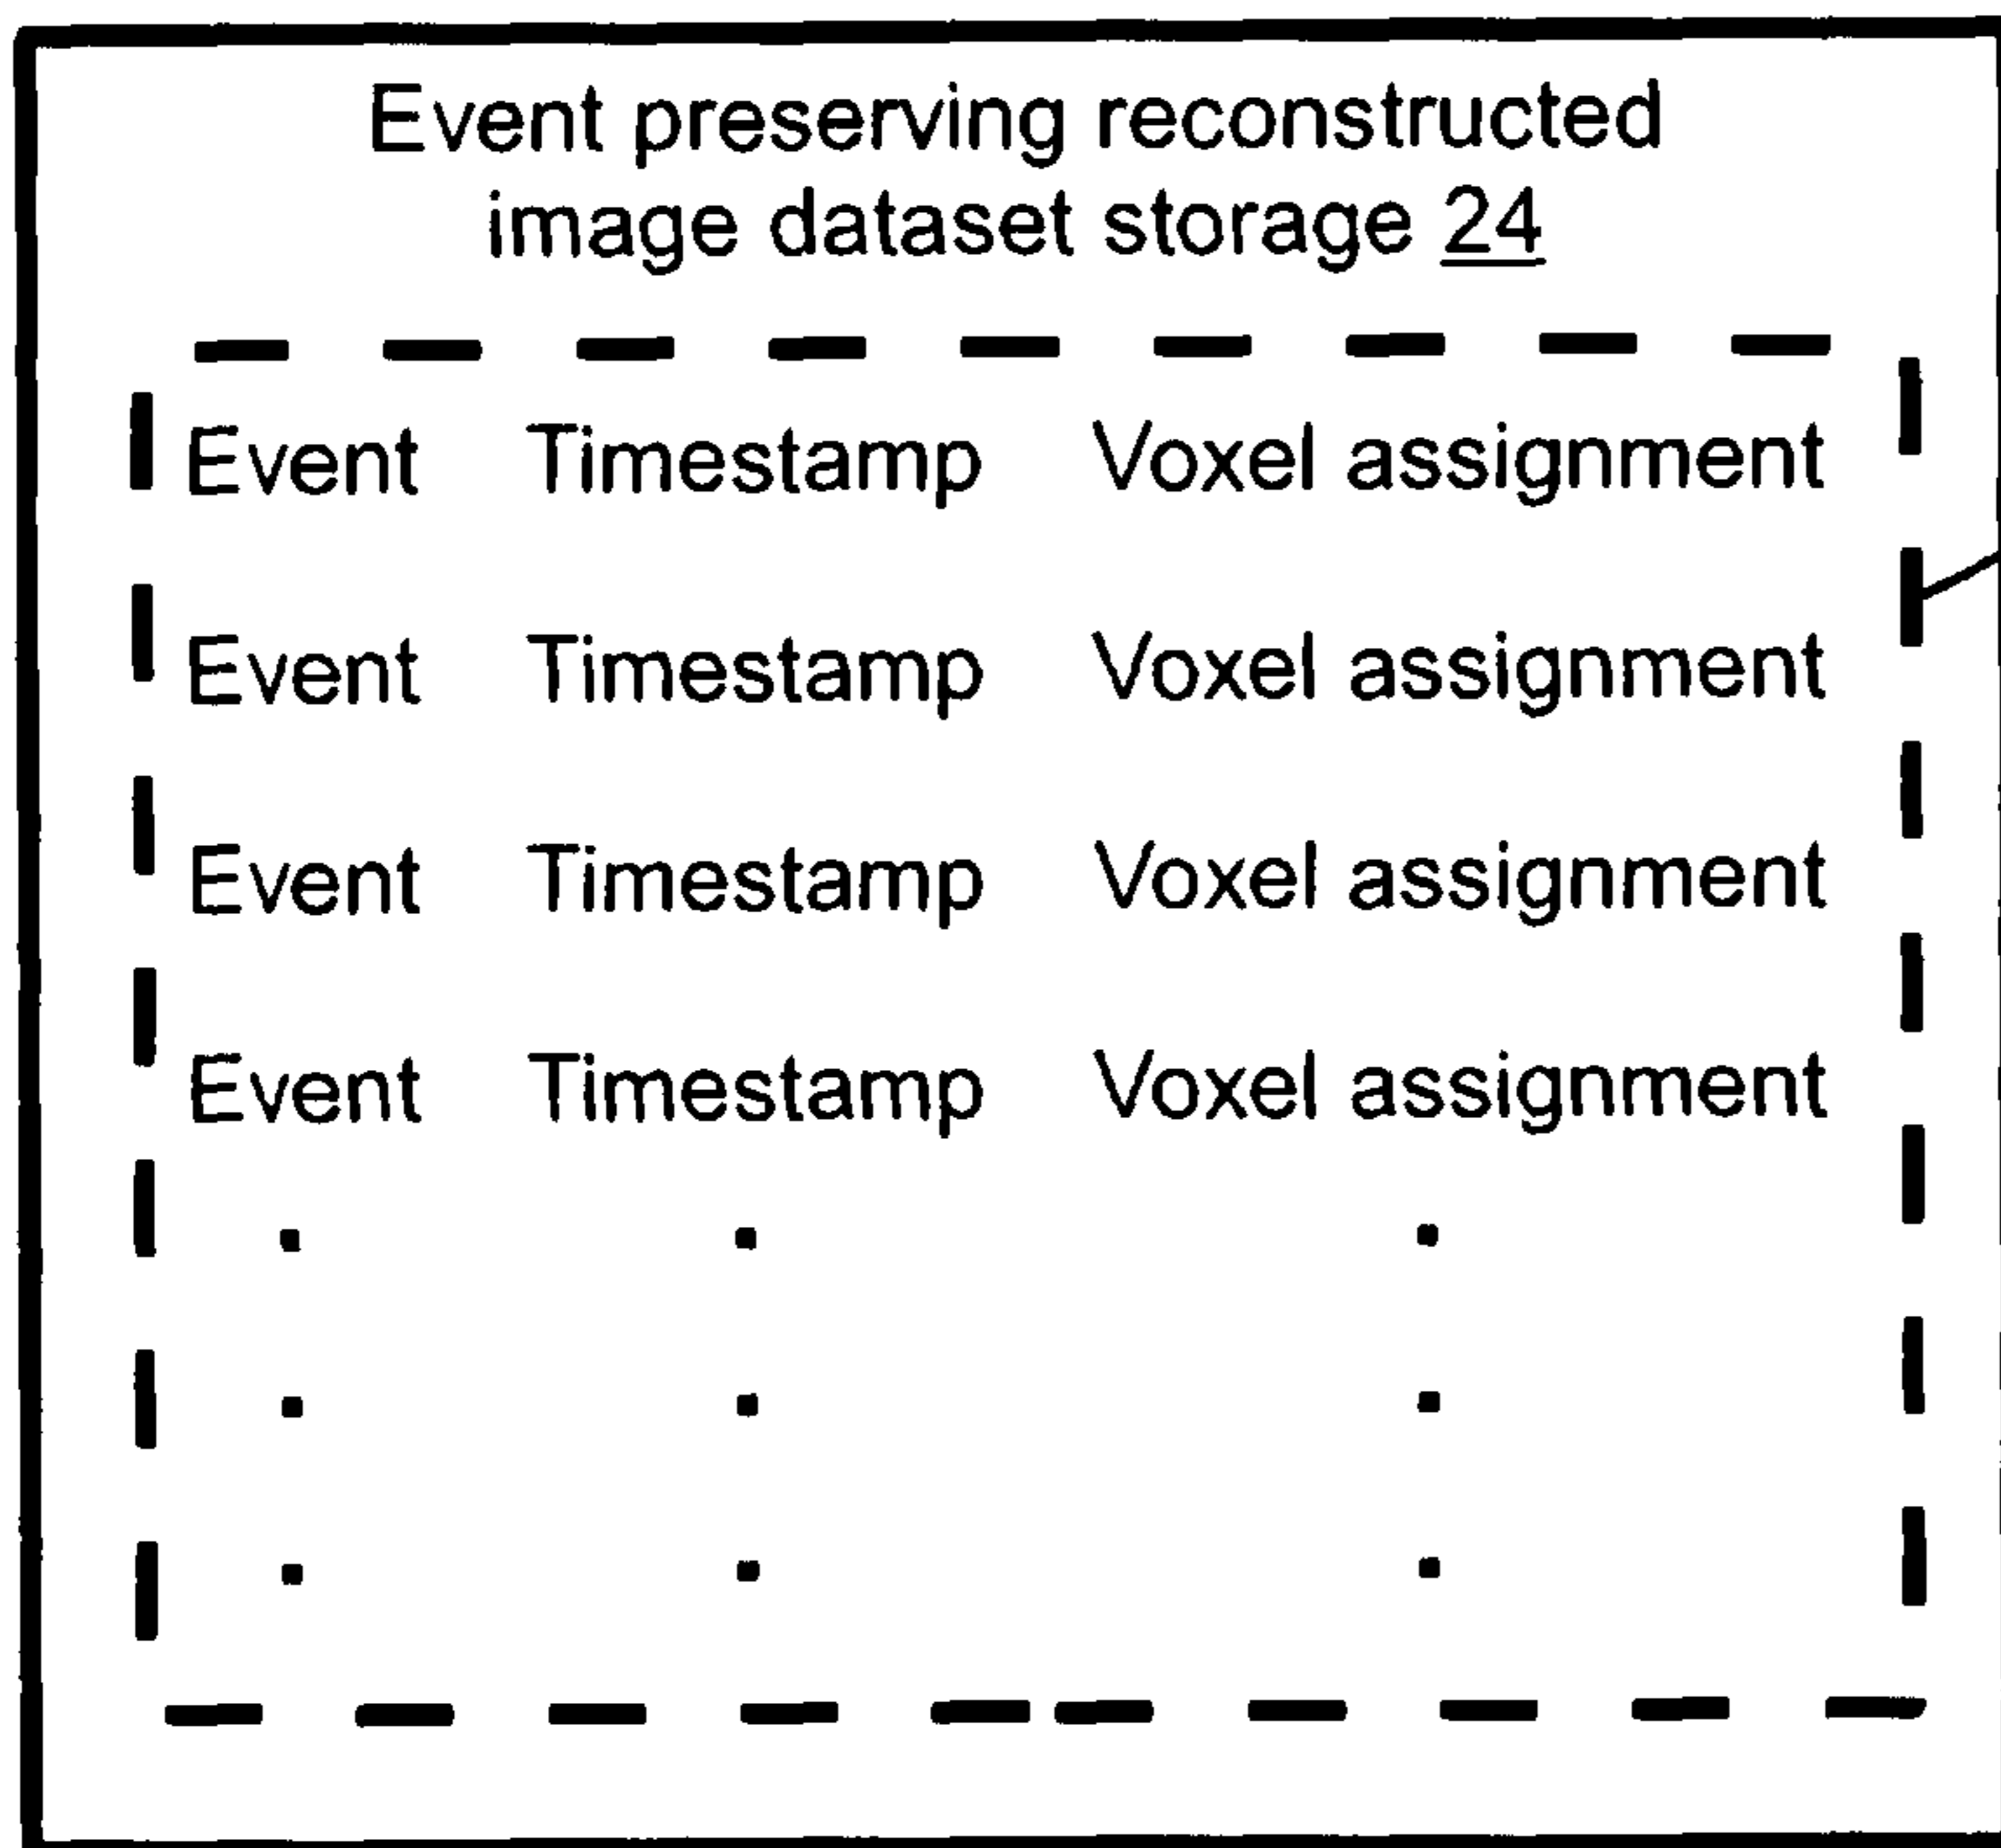 Event preserving reconstructed
image dataset storage 24
Event Timestamp Voxel assignment
Event Timestamp Voxel assignment
Event Timestamp Voxel assignment
Event Timestamp Voxel assignment
. . .
. . .
. . .